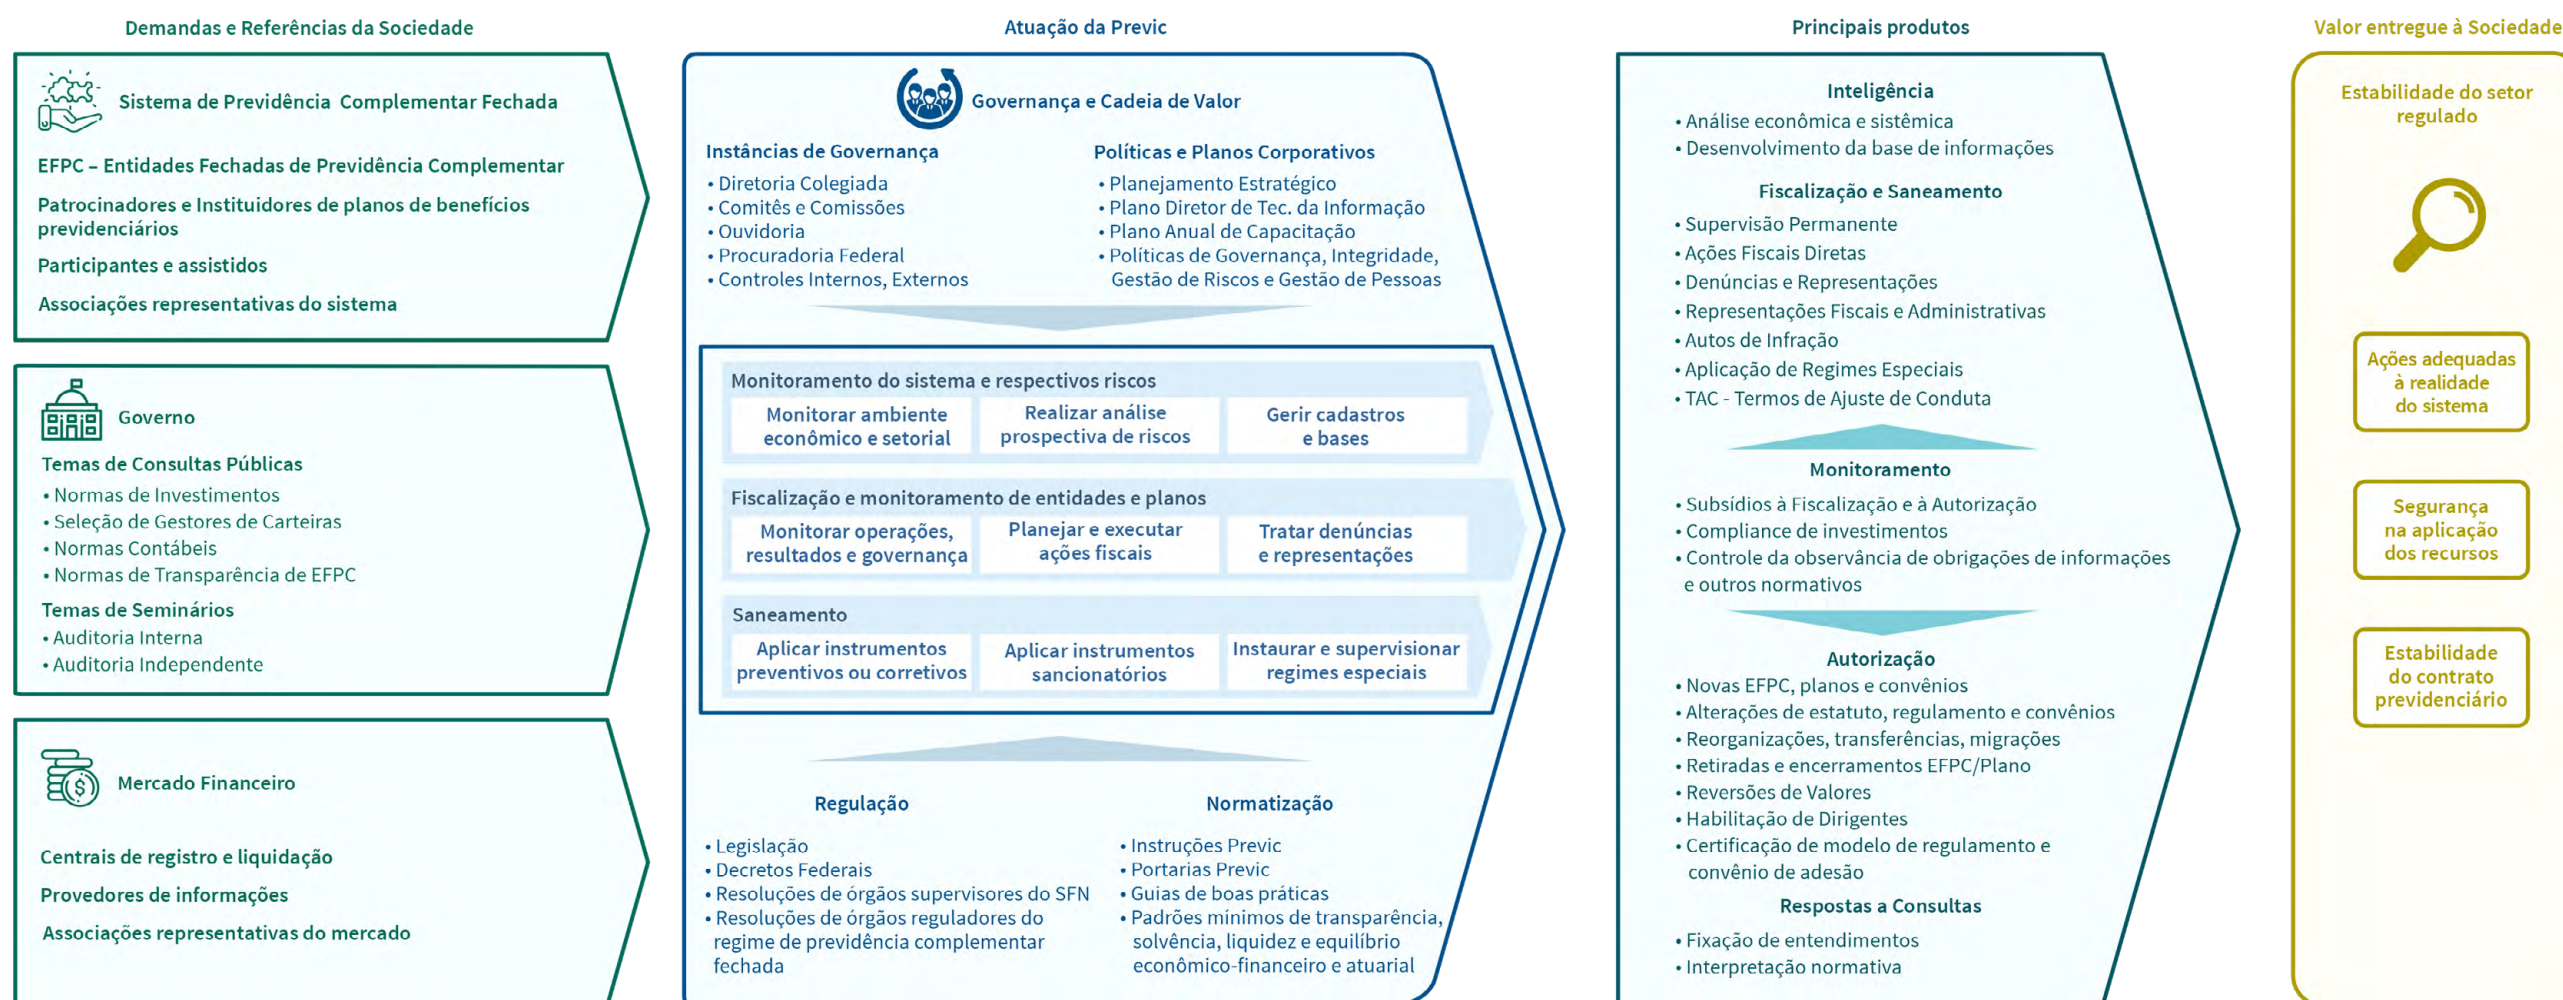 Demandas e Referências da Sociedade
Sistema de Previdência Complementar Fechada
EFPC – Entidades Fechadas de Previdência Complementar
Patrocinadores e Instituidores de planos de benefícios
previdenciários
Participantes e assistidos
Associações representativas do sistema
Governo
Temas de Consultas Públicas
• Normas de Investimentos
• Seleção de Gestores de Carteiras
• Normas Contábeis
• Normas de Transparência de EFPC
Temas de Seminários
• Auditoria Interna
• Auditoria Independente
Mercado Financeiro
Centrais de registro e liquidação
Provedores de informações
Associações representativas do mercado
Atuação da Previc
Governança e Cadeia de Valor
Instâncias de Governança
• Diretoria Colegiada
• Comitês e Comissões
• Ouvidoria
• Procuradoria Federal
• Controles Internos, Externos
Políticas e Planos Corporativos
• Planejamento Estratégico
• Plano Diretor de Tec. da Informação
• Plano Anual de Capacitação
• Políticas de Governança, Integridade,
Gestão de Riscos e Gestão de Pessoas
Monitoramento do sistema e respectivos riscos
Monitorar ambiente
econômico e setorial
Realizar análise
prospectiva de riscos
Gerir cadastros
e bases
Fiscalização e monitoramento de entidades e planos
Monitorar operações,
resultados e governança
Planejar e executar
ações fiscais
Tratar denúncias
e representações
Saneamento
Aplicar instrumentos
preventivos ou corretivos
Aplicar instrumentos
sancionatórios
Instaurar e supervisionar
regimes especiais
Regulação
• Legislação
• Decretos Federais
• Resoluções de órgãos supervisores do SFN
• Resoluções de órgãos reguladores do
regime de previdência complementar
fechada
Normatização
• Instruções Previc
• Portarias Previc
• Guias de boas práticas
• Padrões mínimos de transparência,
solvência, liquidez e equilíbrio
econômico-financeiro e atuarial
Principais produtos
Inteligência
• Análise econômica e sistêmica
• Desenvolvimento da base de informações
Fiscalização e Saneamento
• Supervisão Permanente
• Ações Fiscais Diretas
• Denúncias e Representações
• Representações Fiscais e Administrativas
• Autos de Infração
• Aplicação de Regimes Especiais
• TAC - Termos de Ajuste de Conduta
Monitoramento
• Subsídios à Fiscalização e à Autorização
• Compliance de investimentos
• Controle da observância de obrigações de informações
e outros normativos
Autorização
• Novas EFPC, planos e convênios
• Alterações de estatuto, regulamento e convênios
• Reorganizações, transferências, migrações
• Retiradas e encerramentos EFPC/Plano
• Reversões de Valores
• Habilitação de Dirigentes
• Certificação de modelo de regulamento e
convênio de adesão
Respostas a Consultas
• Fixação de entendimentos
• Interpretação normativa
Valor entregue à Sociedade
Estabilidade do setor
regulado
Ações adequadas
à realidade
do sistema
Segurança
na aplicação
dos recursos
Estabilidade
do contrato
previdenciário